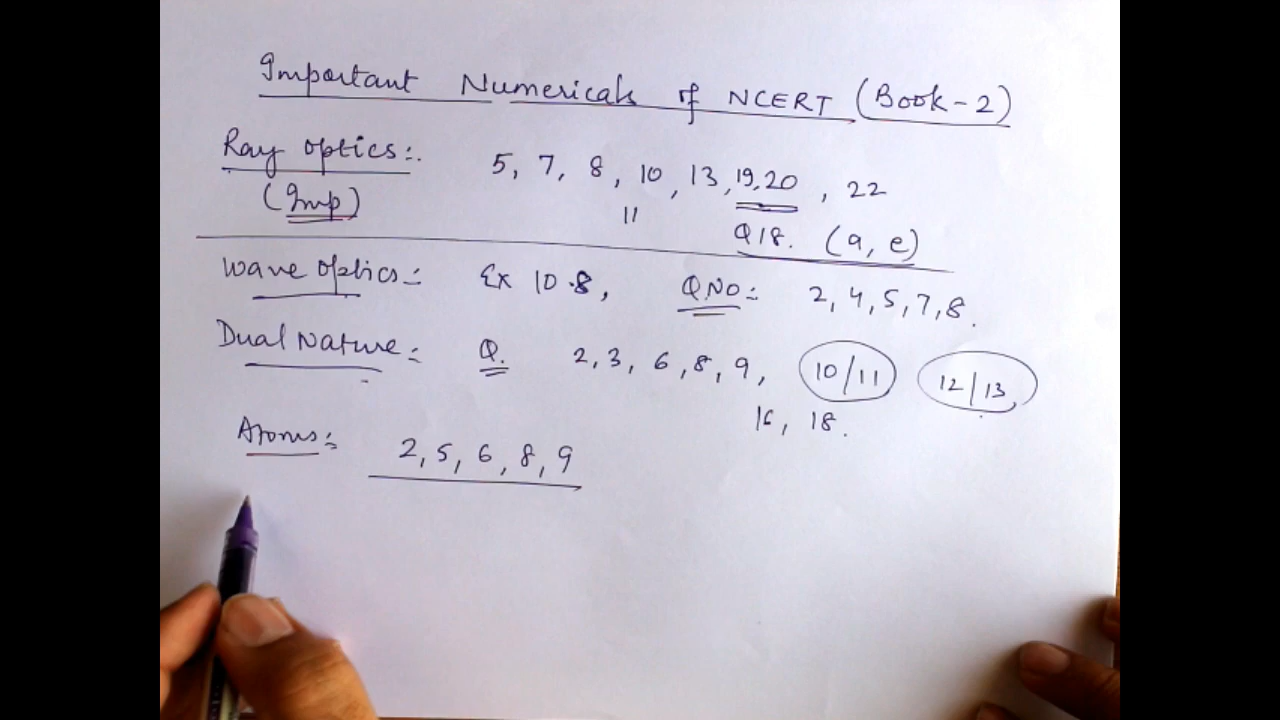 Important Numericals of NCERT (Book-2)
Ray Optics:. 5, 7, 8, 10, 13, 19, 20, 22
(Imp) 11 Q18. (a, e)
Wave Optics:- Ex 10.8, Q.NO:- 2, 4, 5, 7, 8.
Dual Nature:- Q. 2, 3, 6, 8, 9, 10/11 12/13,
16, 18.
Atoms:- 2, 5, 6, 8, 9